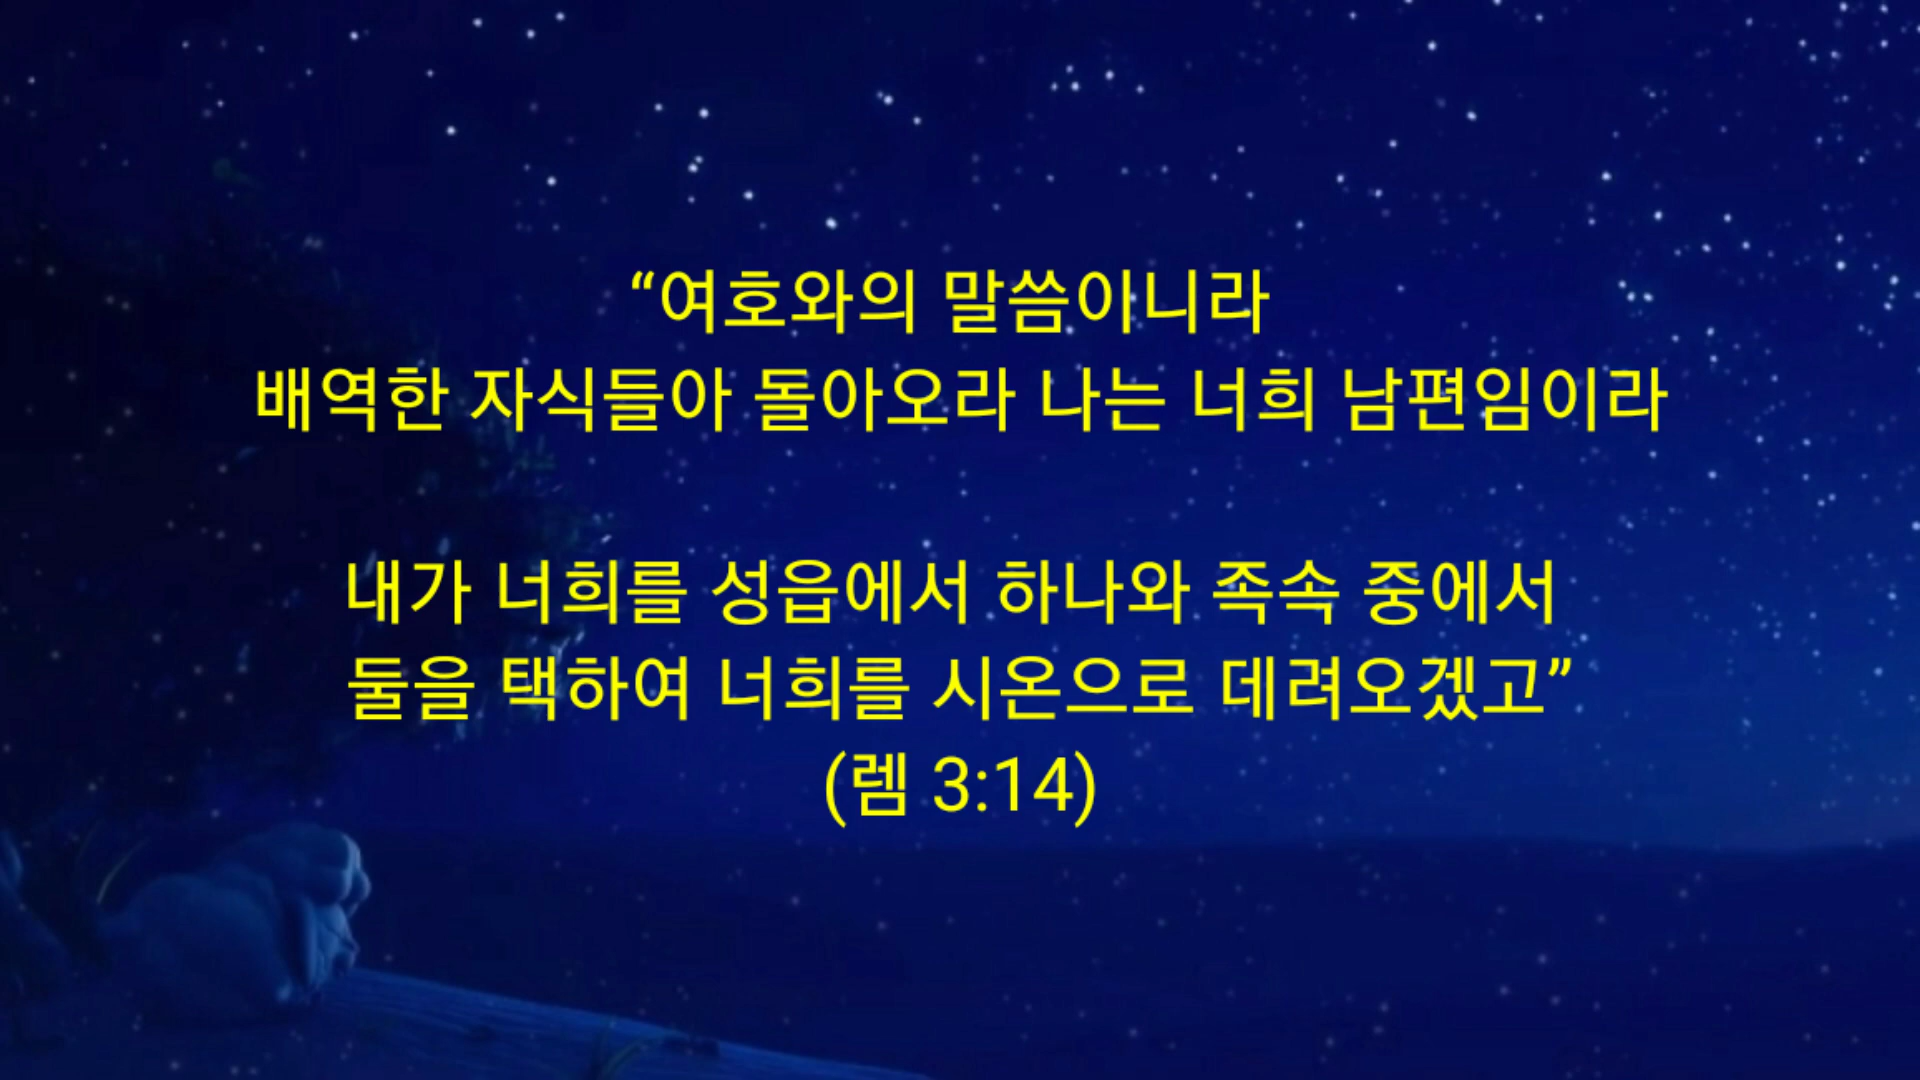 “여호와의 말씀이니라
배역한 자식들아 돌아오라 나는 너희 남편임이라
내가 너희를 성읍에서 하나와 족속 중에서
둘을 택하여 너희를 시온으로 데려오겠고”
(렘 3:14)